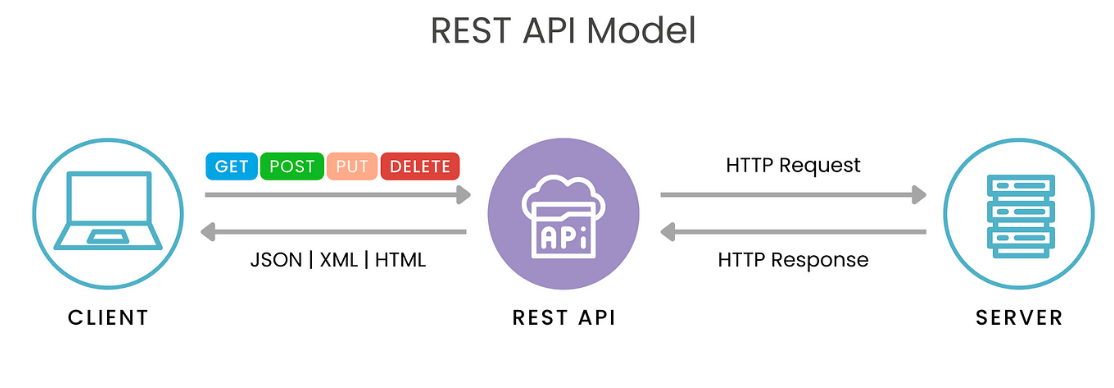 REST API Model
GET POST PUT DELETE
HTTP Request
APi
JSON | XML | HTML
HTTP Response
CLIENT
REST API
SERVER